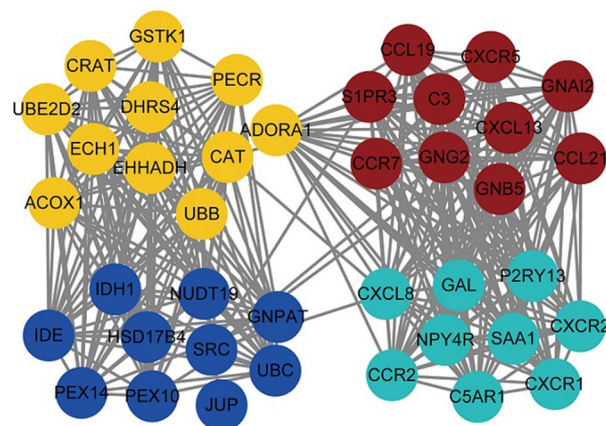 GSTK1
CRAT
PECR
UBE2D2
DHRS4
ADORA1
ECH1
EHHADH
CAT
ACOX1
UBB
CCL19
CXCR5
S1PR3
C3
GNAI2
CXCL13
CCR7
GNG2
CCL21
GNB5
IDH1
NUDT19
GNPAT
IDE
HSD17B4
SRC
UBC
PEX14
PEX10
JUP
GAL
P2RY13
CXCL8
NPY4R
SAA1
CXCR2
CCR2
C5AR1
CXCR1